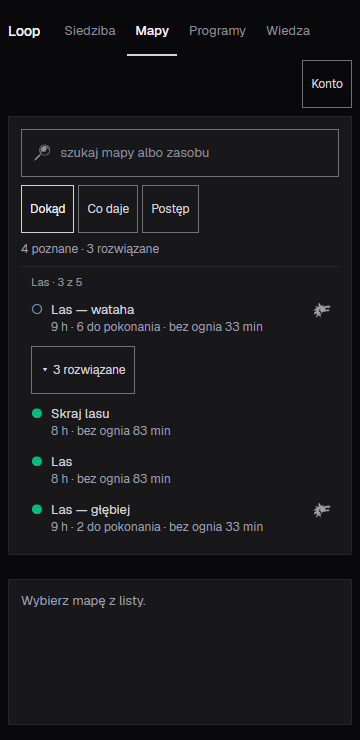 Loop Siedziba Mapy Programy Wiedza
Konto
szukaj mapy albo zasobu
Dokąd Co daje Postęp
4 poznane · 3 rozwiązane
Las · 3 z 5
Las — wataha
9 h · 6 do pokonania · bez ognia 33 min
3 rozwiązane
Skraj lasu
8 h · bez ognia 83 min
Las
8 h · bez ognia 83 min
Las — głębiej
9 h · 2 do pokonania · bez ognia 33 min
Wybierz mapę z listy.